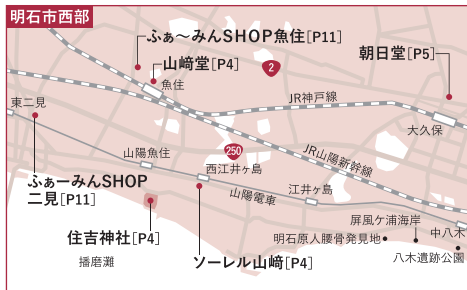 明石市西部
ふぁ〜みんSHOP魚住[P11]
山﨑堂[P4]
魚住
2
朝日堂[P5]
JR神戸線
大久保
東二見
山陽魚住
250
西江井ヶ島
JR山陽新幹線
ふぁーみんSHOP
二見[P11]
山陽電車
江井ヶ島
住吉神社[P4]
播磨灘
ソーレル山﨑[P4]
屏風ケ浦海岸
明石原人腰骨発見地
中八木
八木遺跡公園